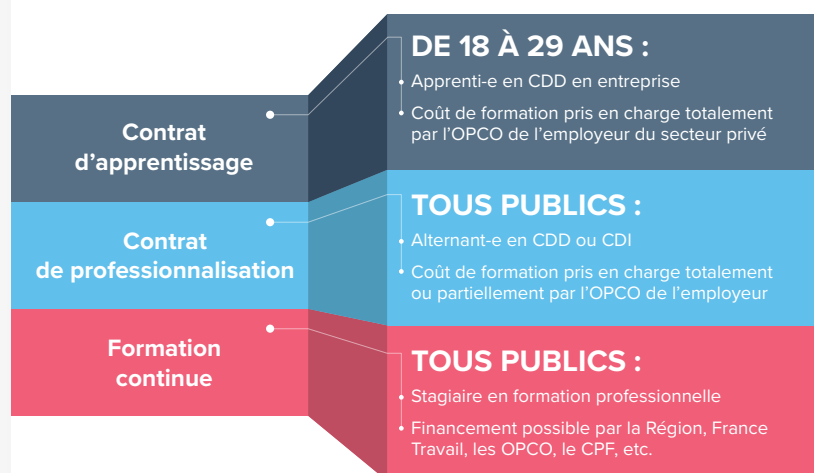 Contrat
d'apprentissage
DE 18 À 29 ANS :
• Apprenti-e en CDD en entreprise
• Coût de formation pris en charge totalement
par l'OPCO de l'employeur du secteur privé
Contrat
de professionnalisation
TOUS PUBLICS :
• Alternant-e en CDD ou CDI
• Coût de formation pris en charge totalement
ou partiellement par l'OPCO de l'employeur
Formation
continue
TOUS PUBLICS :
• Stagiaire en formation professionnelle
• Financement possible par la Région, France
Travail, les OPCO, le CPF, etc.